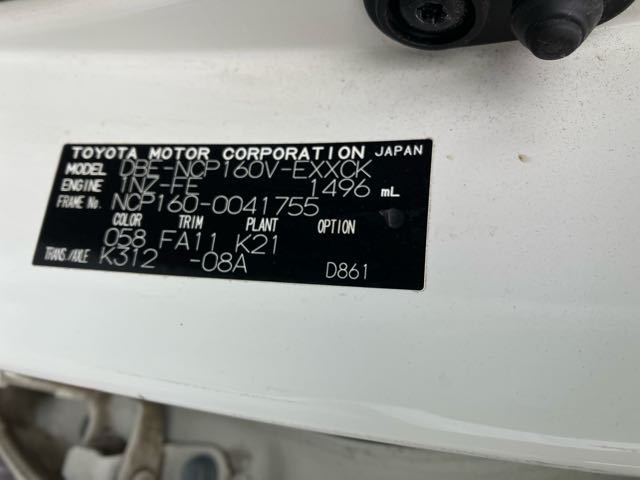 TOYOTA MOTOR CORPORATION JAPAN
MODEL DBE-NCP160V-EXXCK
ENGINE 1NZ-FE 1496 mL
FRAME No. NCP160-0041755
COLOR TRIM PLANT OPTION
058 FA11 K21
TRANS./AXLE K312 -08A D861